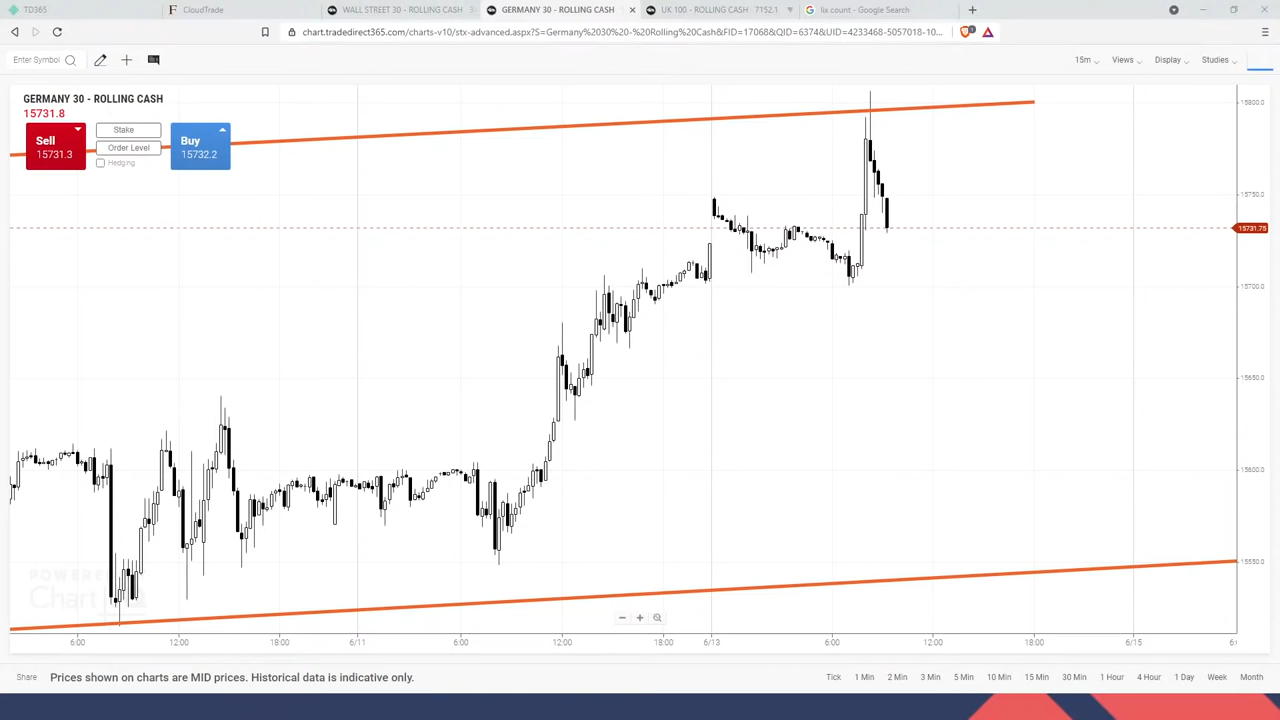 TD365
CloudTrade
WALL STREET 30 - ROLLING CASH
GERMANY 30 - ROLLING CASH
UK 100 - ROLLING CASH 7152.1
lix count - Google Search
chart.tradedirect365.com/charts-v10/stx-advanced.aspx?S=Germany%2030%20-%20Rolling%20Cash&FID=17068&QID=6374&UID=4233468-5057018-10...
Enter Symbol
15m
Views
Display
Studies
GERMANY 30 - ROLLING CASH
15731.8
Sell
15731.3
Stake
Order Level
Hedging
Buy
15732.2
15800.0
15750.0
15731.75
15700.0
15650.0
15600.0
15550.0
POWERE
Chart
6:00
12:00
18:00
6/11
6:00
12:00
18:00
6/13
6:00
12:00
18:00
6/15
Share
Prices shown on charts are MID prices. Historical data is indicative only.
Tick
1 Min
2 Min
3 Min
5 Min
10 Min
15 Min
30 Min
1 Hour
4 Hour
1 Day
Week
Month